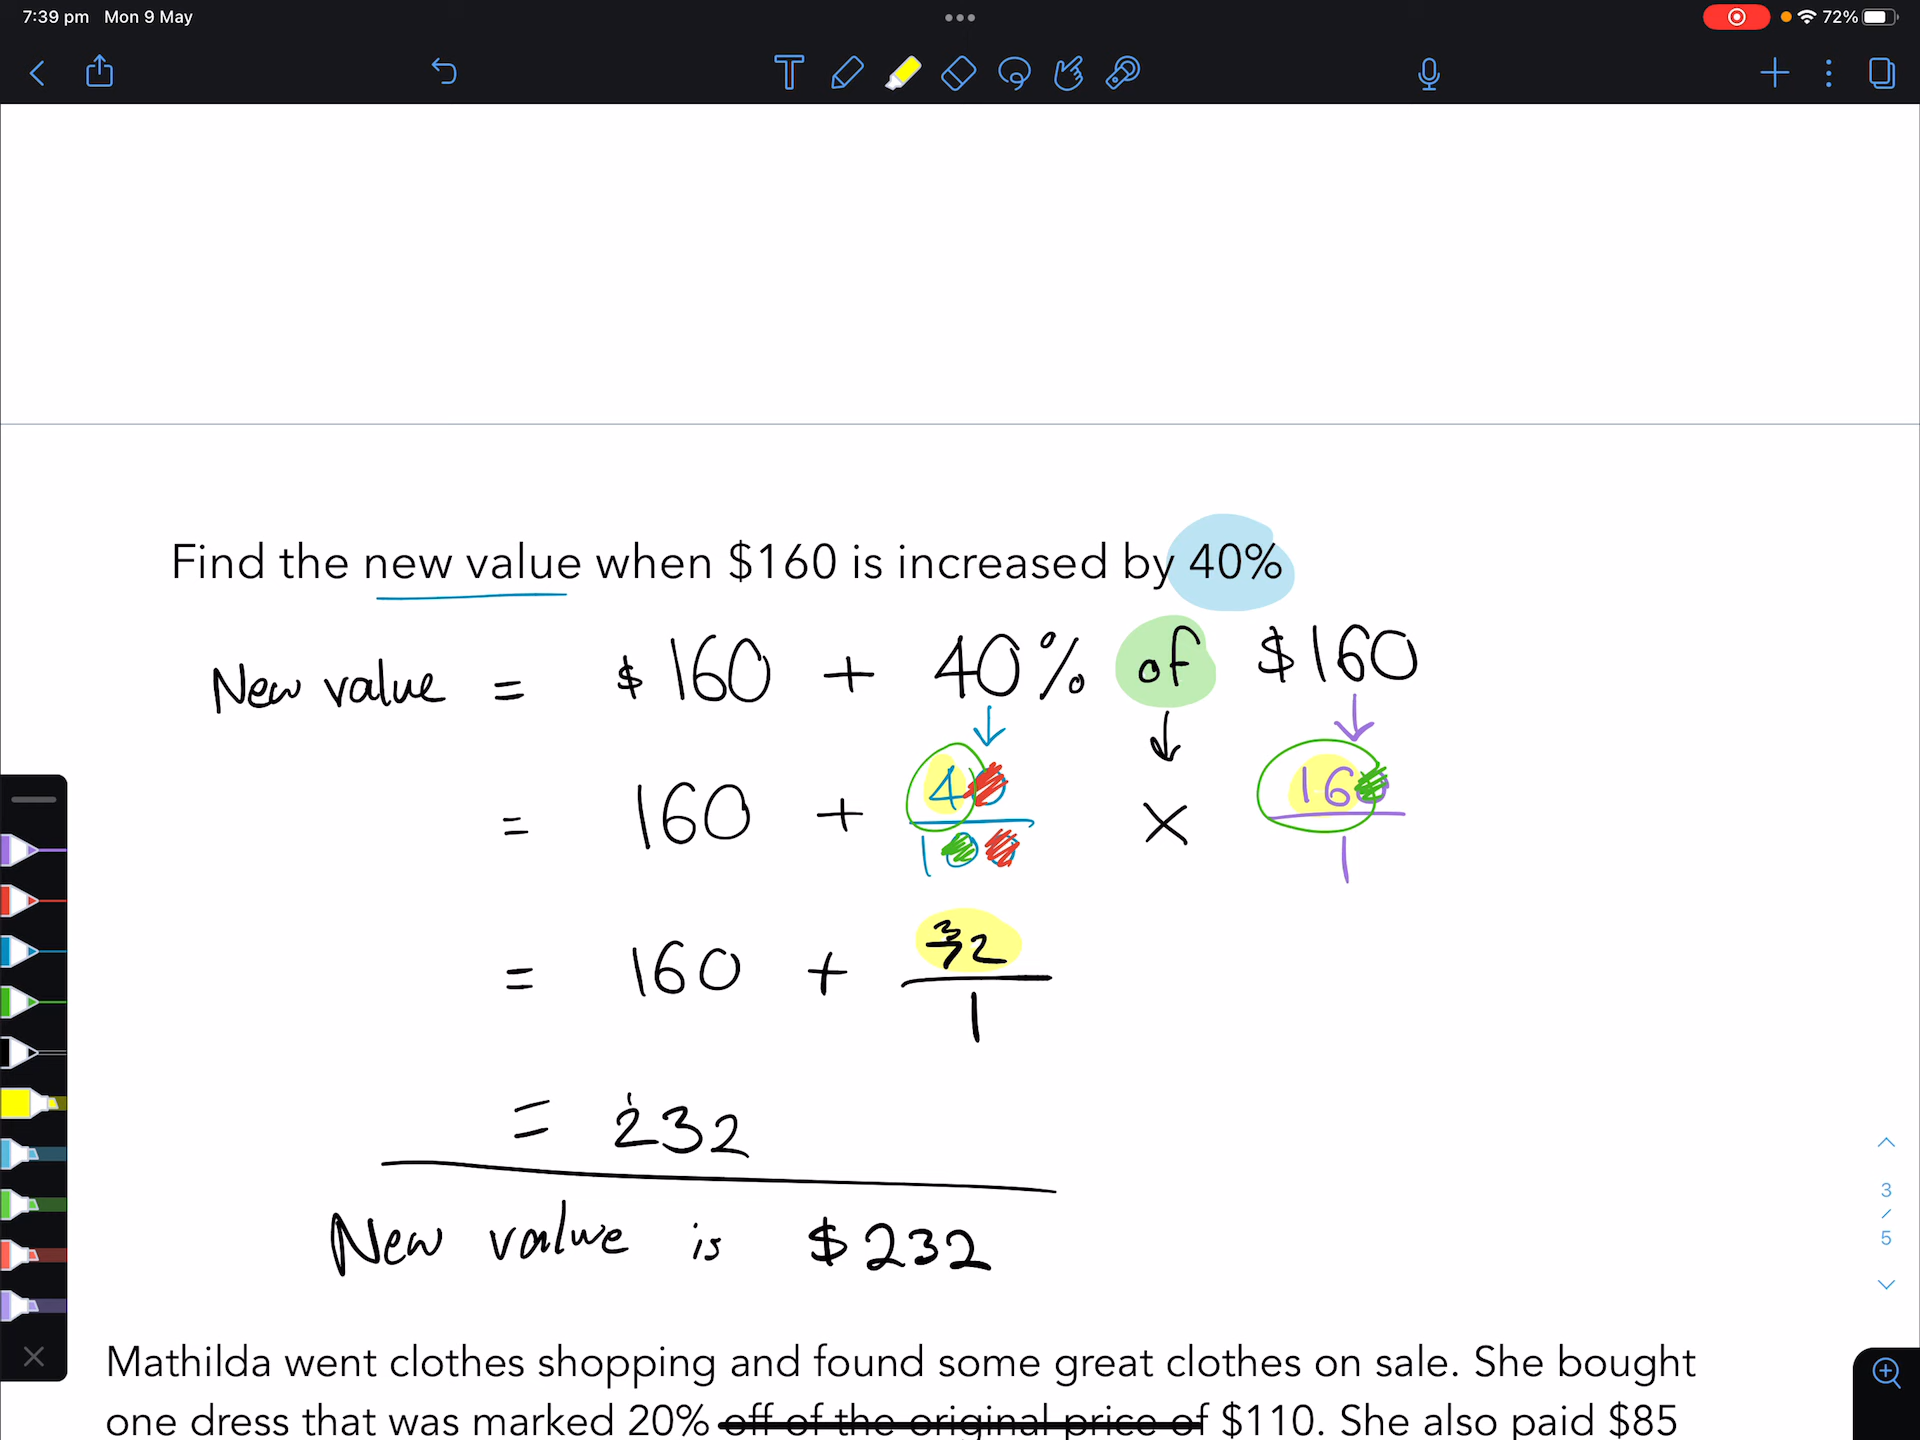 7:39 pm Mon 9 May
72%
Find the new value when $160 is increased by 40%
New value = $160 + 40% of $160
= 160 + 40/100 × 160/1
= 160 + 32/1
= 232
New value is $232
3
/
5
Mathilda went clothes shopping and found some great clothes on sale. She bought
one dress that was marked 20% off of the original price of $110. She also paid $85